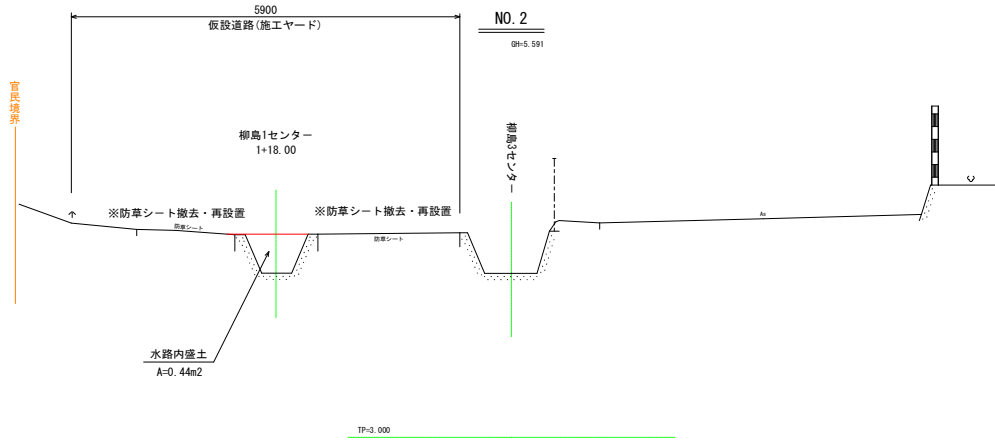 5900
仮設道路(施工ヤード)
NO.2
GH=5.591
官民境界
柳島1センター
1+18.00
柳島3センター
※防草シート撤去・再設置
※防草シート撤去・再設置
防草シート
防草シート
As
水路内盛土
A=0.44m2
TP=3.000